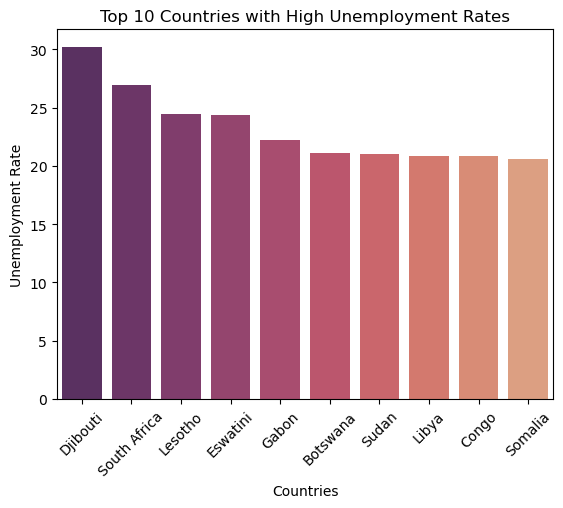 Top 10 Countries with High Unemployment Rates
Unemployment Rate
30
25
20
15
10
5
0
Djibouti
South Africa
Lesotho
Eswatini
Gabon
Botswana
Sudan
Libya
Congo
Somalia
Countries